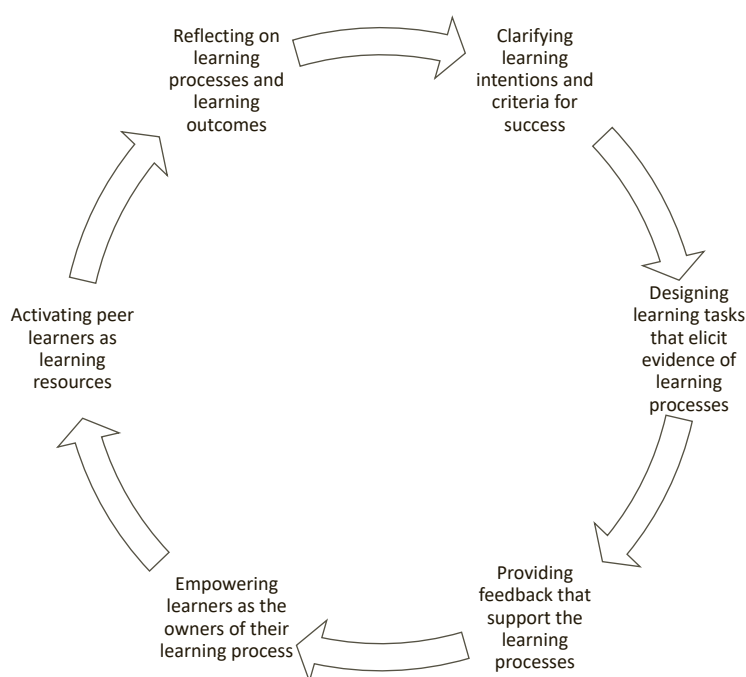 Reflecting on
learning
processes and
learning
outcomes
Clarifying
learning
intentions and
criteria for
success
Designing
learning tasks
that elicit
evidence of
learning
processes
Providing
feedback that
support the
learning
processes
Empowering
learners as the
owners of their
learning process
Activating peer
learners as
learning
resources